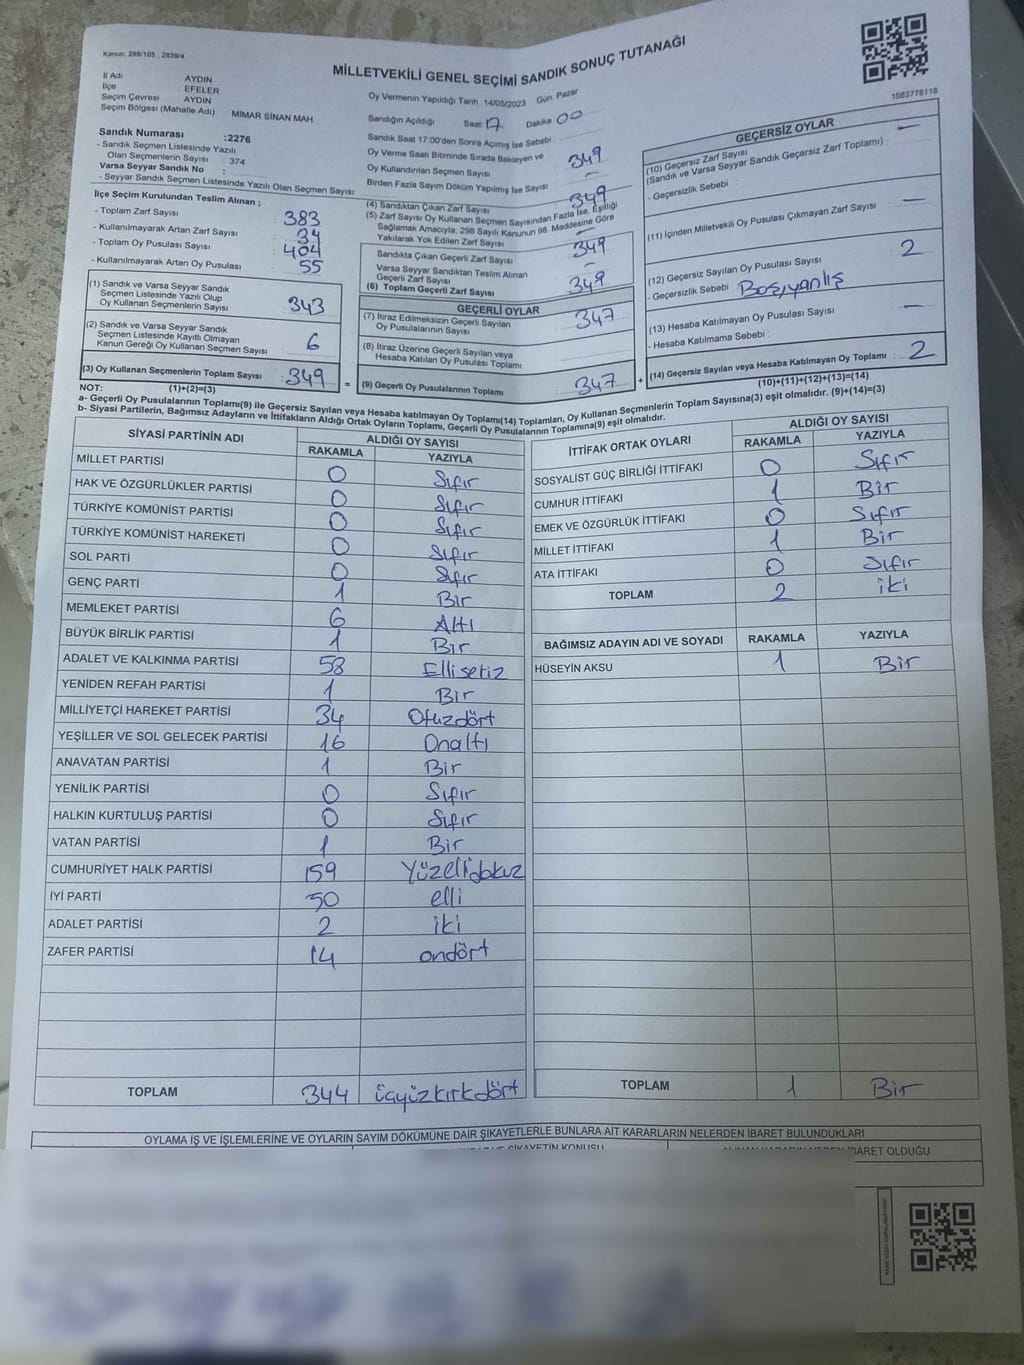 Kanun, 298/105 , 2839/4
MİLLETVEKİLİ GENEL SEÇİMİ SANDIK SONUÇ TUTANAĞI
1063776116
İl Adı : AYDIN
İlçe : EFELER
Seçim Çevresi : AYDIN
Seçim Bölgesi (Mahalle Adı) : MİMAR SİNAN MAH
Sandık Numarası :2276
- Sandık Seçmen Listesinde Yazılı
Olan Seçmenlerin Sayısı : 374
Varsa Seyyar Sandık No :
- Seyyar Sandık Seçmen Listesinde Yazılı Olan Seçmen Sayısı:
İlçe Seçim Kurulundan Teslim Alınan ;
- Toplam Zarf Sayısı : 383
- Kullanılmayarak Artan Zarf Sayısı : 34
- Toplam Oy Pusulası Sayısı : 404
- Kullanılmayarak Artan Oy Pusulası : 55
(1) Sandık ve Varsa Seyyar Sandık
Seçmen Listesinde Yazılı Olup
Oy Kullanan Seçmenlerin Sayısı : 343
(2) Sandık ve Varsa Seyyar Sandık
Seçmen Listesinde Kayıtlı Olmayan
Kanun Gereği Oy Kullanan Seçmen Sayısı : 6
(3) Oy Kullanan Seçmenlerin Toplam Sayısı : 349 =
Oy Vermenin Yapıldığı Tarih 14/05/2023 Gün Pazar
Sandığın Açıldığı Saat 17 Dakika 00
Sandık Saat 17:00'den Sonra Açmış İse Sebebi
Oy Verme Saati Bitiminde Sırada Bekleyen ve
Oy Kullandırılan Seçmen Sayısı 349
Birden Fazla Sayım Döküm Yapılmış İse Sayısı –
(4) Sandıktan Çıkan Zarf Sayısı 349
(5) Zarf Sayısı Oy Kullanan Seçmen Sayısından Fazla İse, Eşitliği
Sağlamak Amacıyla; 298 Sayılı Kanunun 98. Maddesine Göre
Yakılarak Yok Edilen Zarf Sayısı
Sandıkta Çıkan Geçerli Zarf Sayısı 349
Varsa Seyyar Sandıktan Teslim Alınan
Geçerli Zarf Sayısı –
(6) Toplam Geçerli Zarf Sayısı 349
GEÇERLİ OYLAR
(7) İtiraz Edilmeksizin Geçerli Sayılan
Oy Pusulalarının Sayısı 347
(8) İtiraz Üzerine Geçerli Sayılan veya
Hesaba Katılan Oy Pusulası Toplamı
(9) Geçerli Oy Pusulalarının Toplamı : 347 +
GEÇERSİZ OYLAR
(10) Geçersiz Zarf Sayısı
(Sandık ve Varsa Seyyar Sandık Geçersiz Zarf Toplamı) : –
- Geçersizlik Sebebi :
(11) İçinden Milletvekili Oy Pusulası Çıkmayan Zarf Sayısı –
(12) Geçersiz Sayılan Oy Pusulası Sayısı : 2
- Geçersizlik Sebebi Boş,yanlış
(13) Hesaba Katılmayan Oy Pusulası Sayısı –
- Hesaba Katılmama Sebebi :
(14) Geçersiz Sayılan veya Hesaba Katılmayan Oy Toplamı : 2
NOT: (1)+(2)=(3) (10)+(11)+(12)+(13)=(14)
a- Geçerli Oy Pusulalarının Toplamı(9) ile Geçersiz Sayılan veya Hesaba katılmayan Oy Toplamı(14) Toplamları, Oy Kullanan Seçmenlerin Toplam Sayısına(3) eşit olmalıdır. (9)+(14)=(3)
b- Siyasi Partilerin, Bağımsız Adayların ve İttifakların Aldığı Ortak Oyların Toplamı, Geçerli Oy Pusulalarının Toplamına(9) eşit olmalıdır.
SİYASİ PARTİNİN ADI ALDIĞI OY SAYISI
RAKAMLA YAZIYLA
MİLLET PARTİSİ 0 Sıfır
HAK VE ÖZGÜRLÜKLER PARTİSİ 0 Sıfır
TÜRKİYE KOMÜNİST PARTİSİ 0 Sıfır
TÜRKİYE KOMÜNİST HAREKETİ 0 Sıfır
SOL PARTİ 0 Sıfır
GENÇ PARTİ 1 Bir
MEMLEKET PARTİSİ 6 Altı
BÜYÜK BİRLİK PARTİSİ 1 Bir
ADALET VE KALKINMA PARTİSİ 58 Ellisekiz
YENİDEN REFAH PARTİSİ 1 Bir
MİLLİYETÇİ HAREKET PARTİSİ 34 Otuzdört
YEŞİLLER VE SOL GELECEK PARTİSİ 16 Onaltı
ANAVATAN PARTİSİ 1 Bir
YENİLİK PARTİSİ 0 Sıfır
HALKIN KURTULUŞ PARTİSİ 0 Sıfır
VATAN PARTİSİ 1 Bir
CUMHURİYET HALK PARTİSİ 159 Yüzellidokuz
İYİ PARTİ 50 elli
ADALET PARTİSİ 2 iki
ZAFER PARTİSİ 14 ondört
TOPLAM 344 üçyüzkırkdört
İTTİFAK ORTAK OYLARI ALDIĞI OY SAYISI
RAKAMLA YAZIYLA
SOSYALİST GÜÇ BİRLİĞİ İTTİFAKI 0 Sıfır
CUMHUR İTTİFAKI 1 Bir
EMEK VE ÖZGÜRLÜK İTTİFAKI 0 Sıfır
MİLLET İTTİFAKI 1 Bir
ATA İTTİFAKI 0 Sıfır
TOPLAM 2 iki
BAĞIMSIZ ADAYIN ADI VE SOYADI RAKAMLA YAZIYLA
HÜSEYİN AKSU 1 Bir
TOPLAM 1 Bir
OYLAMA İŞ VE İŞLEMLERİNE VE OYLARIN SAYIM DÖKÜMÜNE DAİR ŞİKAYETLERLE BUNLARA AİT KARARLARIN NELERDEN İBARET BULUNDUKLARI